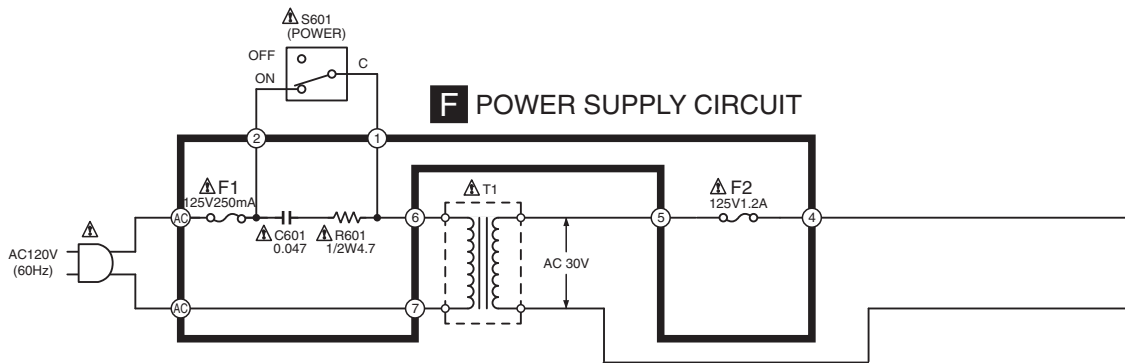 S601
(POWER)
OFF
ON
C
F POWER SUPPLY CIRCUIT
2
1
F1
125V250mA
AC
C601
0.047
R601
1/2W4.7
6
T1
AC 30V
5
F2
125V1.2A
4
AC120V
(60Hz)
AC
7